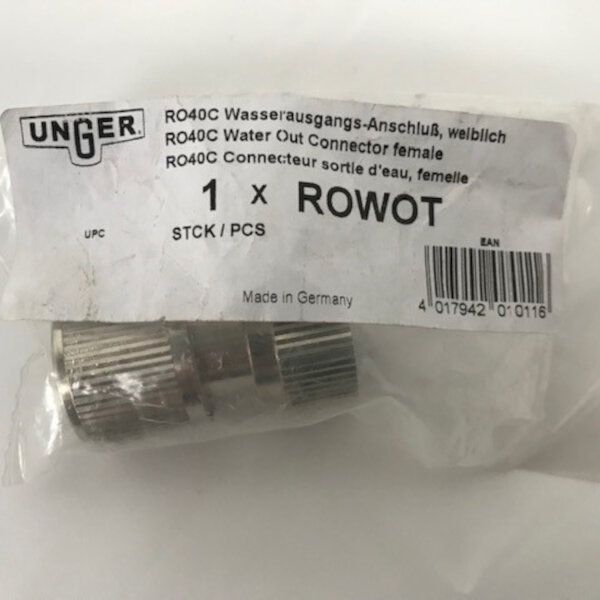 UNGER
RO40C Wasserausgangs-Anschluß, weiblich
RO40C Water Out Connector female
RO40C Connecteur sortie d'eau, femelle
1 x ROWOT
STCK / PCS
UPC
EAN
Made in Germany
4 017942 010116